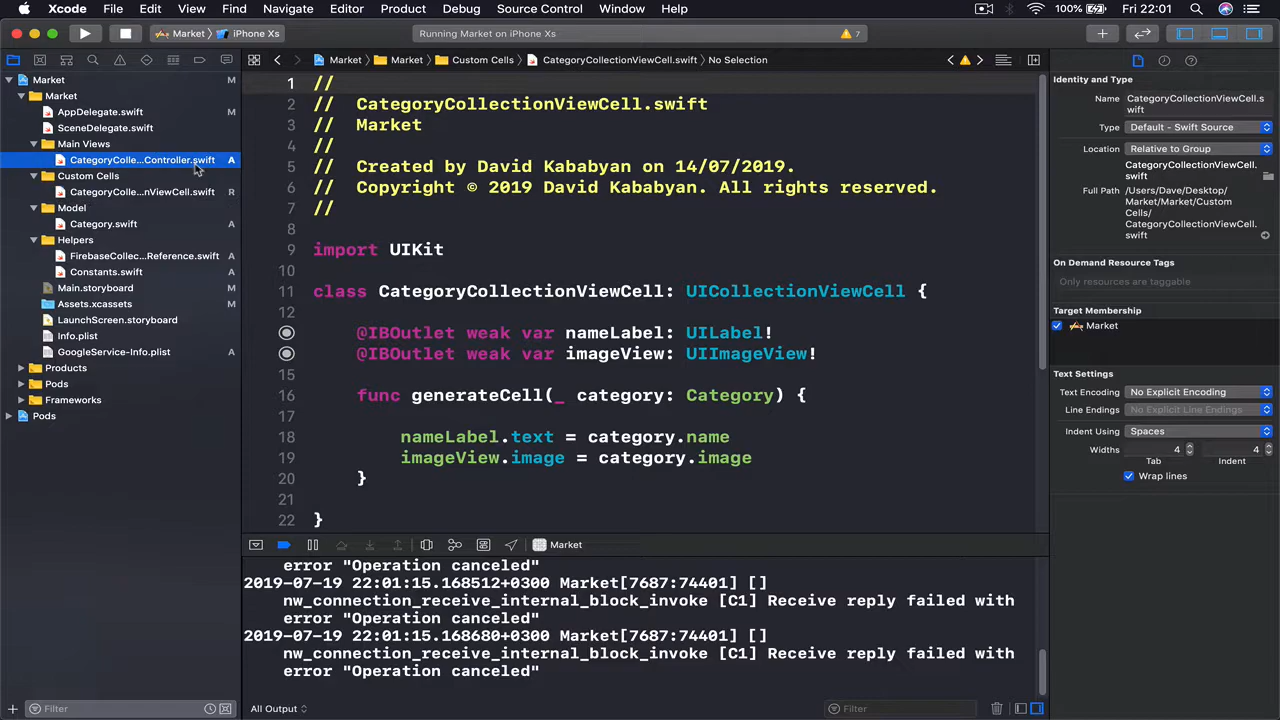 Xcode File Edit View Find Navigate Editor Product Debug Source Control Window Help 100% Fri 22:01
Market iPhone Xs Running Market on iPhone Xs 7
Market Market Custom Cells CategoryCollectionViewCell.swift No Selection
Market M
Market
AppDelegate.swift M
SceneDelegate.swift
Main Views
CategoryColle...Controller.swift A
Custom Cells
CategoryColle...nViewCell.swift R
Model
Category.swift A
Helpers
FirebaseCollec...Reference.swift A
Constants.swift A
Main.storyboard M
Assets.xcassets M
LaunchScreen.storyboard
Info.plist
GoogleService-Info.plist A
Products
Pods
Frameworks
Pods
Filter
1 //
2 // CategoryCollectionViewCell.swift
3 // Market
4 //
5 // Created by David Kababyan on 14/07/2019.
6 // Copyright © 2019 David Kababyan. All rights reserved.
7 //
8
9 import UIKit
10
11 class CategoryCollectionViewCell: UICollectionViewCell {
12
@IBOutlet weak var nameLabel: UILabel!
@IBOutlet weak var imageView: UIImageView!
15
16 func generateCell(_ category: Category) {
17
18 nameLabel.text = category.name
19 imageView.image = category.image
20 }
21
22 }
Market
error "Operation canceled"
2019-07-19 22:01:15.168512+0300 Market[7687:74401] []
nw_connection_receive_internal_block_invoke [C1] Receive reply failed with
error "Operation canceled"
2019-07-19 22:01:15.168680+0300 Market[7687:74401] []
nw_connection_receive_internal_block_invoke [C1] Receive reply failed with
error "Operation canceled"
All Output Filter
Identity and Type
Name CategoryCollectionViewCell.s
wift
Type Default - Swift Source
Location Relative to Group
CategoryCollectionViewCell.
swift
Full Path /Users/Dave/Desktop/
Market/Market/Custom
Cells/
CategoryCollectionViewCell.
swift
On Demand Resource Tags
Only resources are taggable
Target Membership
Market
Text Settings
Text Encoding No Explicit Encoding
Line Endings No Explicit Line Endings
Indent Using Spaces
Widths 4 4
Tab Indent
Wrap lines